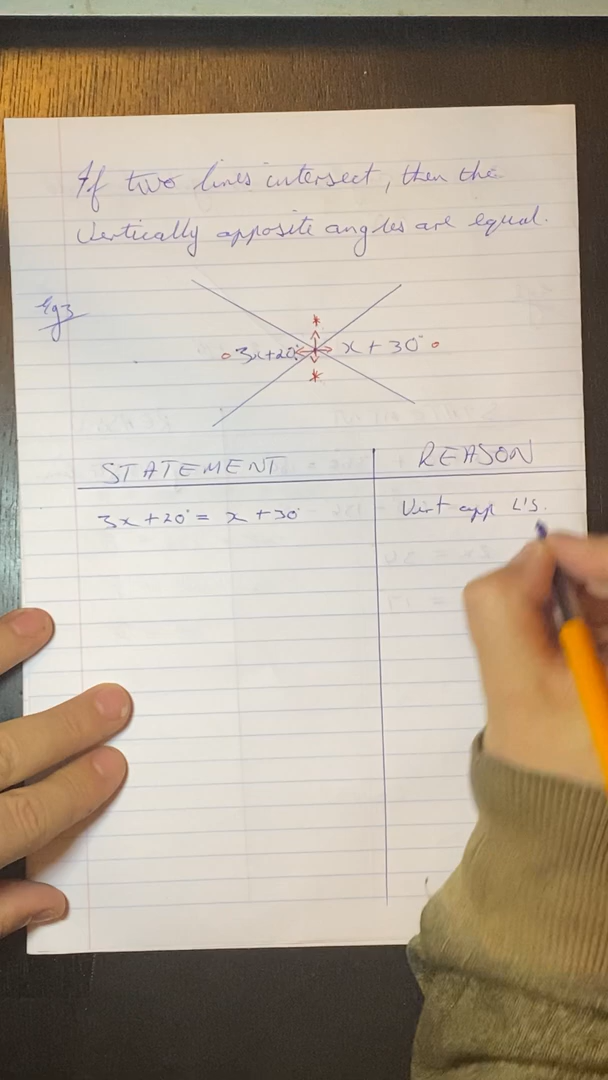 If two lines intersect, then the
Vertically opposite angles are equal.
Eg3
*
3x+20° x + 30°
*
STATEMENT REASON
3x + 20° = x + 30° Vert opp L'S.